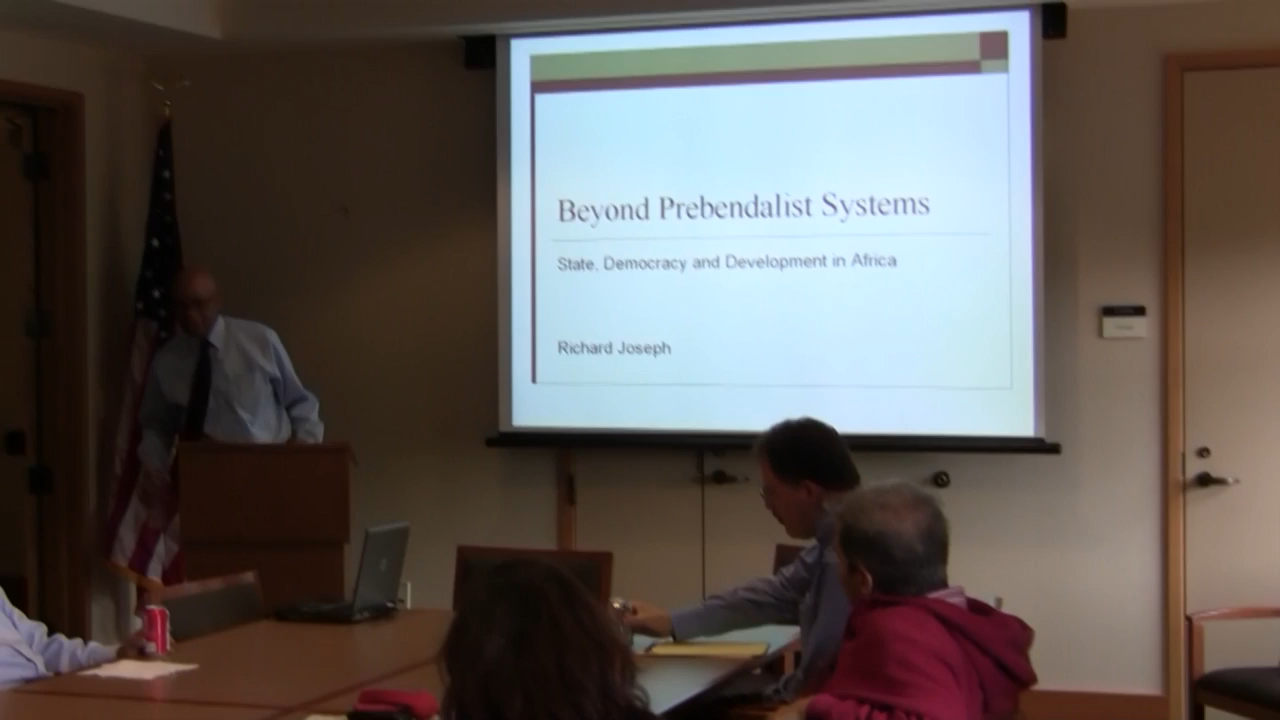 Beyond Prebendalist Systems
State, Democracy and Development in Africa
Richard Joseph